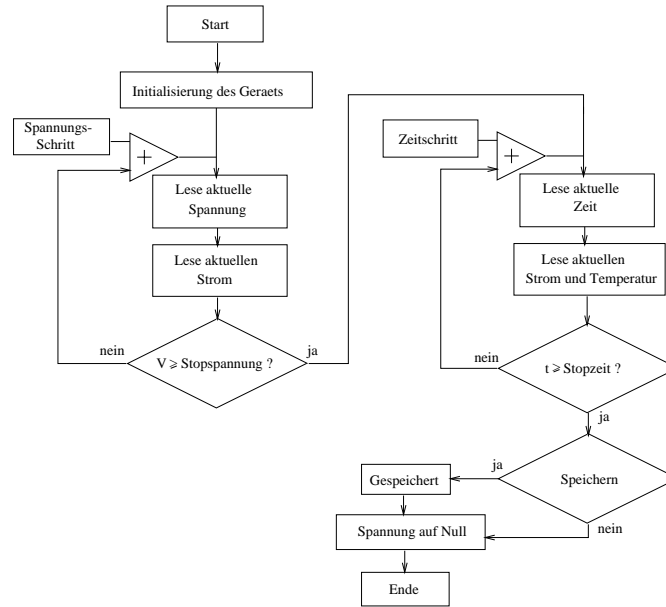 Start
Initialisierung des Geraets
Spannungs-
Schritt
+
Lese aktuelle
Spannung
Lese aktuellen
Strom
nein
V ⩾ Stopspannung ?
ja
Zeitschritt
+
Lese aktuelle
Zeit
Lese aktuellen
Strom und Temperatur
nein
t ⩾ Stopzeit ?
ja
ja
Speichern
nein
Gespeichert
Spannung auf Null
Ende